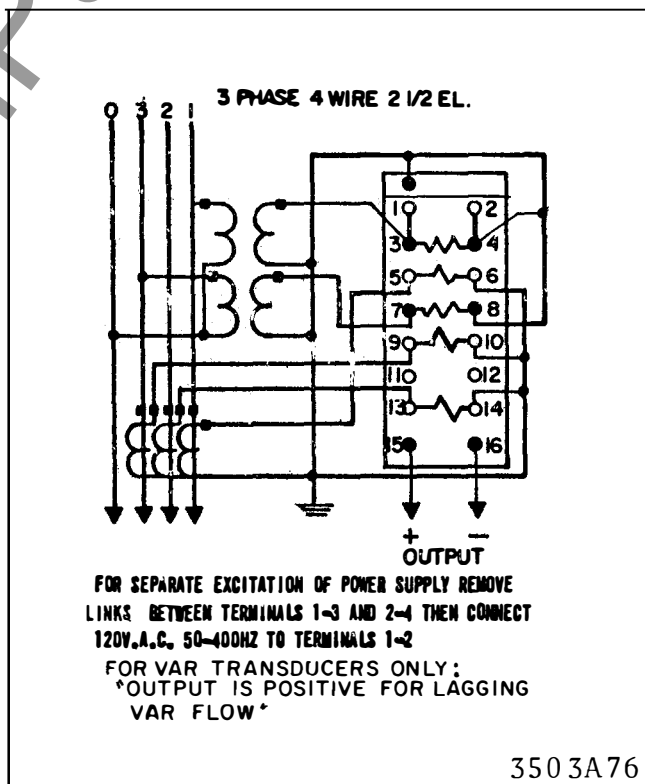 3 PHASE 4 WIRE 2 1/2 EL.
0 3 2 1
1 2
3 4
5 6
7 8
9 10
11 12
13 14
15 16
+ −
OUTPUT
FOR SEPARATE EXCITATION OF POWER SUPPLY REMOVE
LINKS BETWEEN TERMINALS 1-3 AND 2-4 THEN CONNECT
120V.A.C. 50-400HZ TO TERMINALS 1-2
FOR VAR TRANSDUCERS ONLY:
"OUTPUT IS POSITIVE FOR LAGGING
VAR FLOW"
3503A76